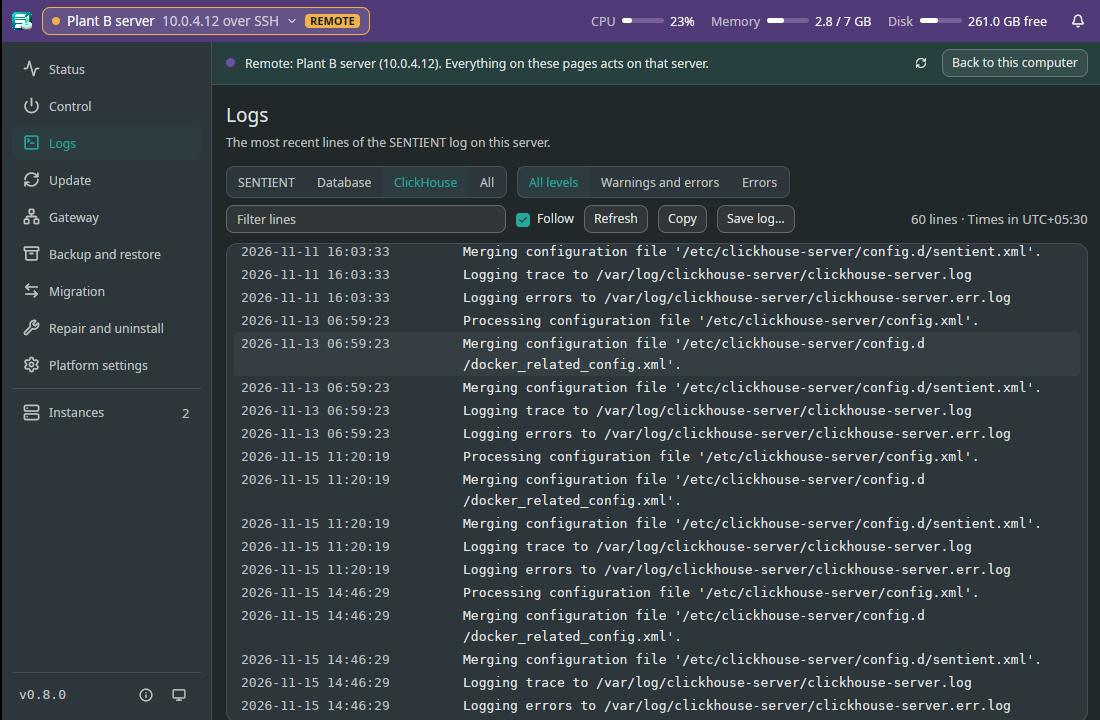 Plant B server 10.0.4.12 over SSH REMOTE CPU 23% Memory 2.8 / 7 GB Disk 261.0 GB free
Remote: Plant B server (10.0.4.12). Everything on these pages acts on that server. Back to this computer
Status
Control
Logs
Update
Gateway
Backup and restore
Migration
Repair and uninstall
Platform settings
Instances 2
v0.8.0
Logs
The most recent lines of the SENTIENT log on this server.
SENTIENT Database ClickHouse All All levels Warnings and errors Errors
Filter lines Follow Refresh Copy Save log... 60 lines · Times in UTC+05:30
2026-11-11 16:03:33 Merging configuration file '/etc/clickhouse-server/config.d/sentient.xml'.
2026-11-11 16:03:33 Logging trace to /var/log/clickhouse-server/clickhouse-server.log
2026-11-11 16:03:33 Logging errors to /var/log/clickhouse-server/clickhouse-server.err.log
2026-11-13 06:59:23 Processing configuration file '/etc/clickhouse-server/config.xml'.
2026-11-13 06:59:23 Merging configuration file '/etc/clickhouse-server/config.d
/docker_related_config.xml'.
2026-11-13 06:59:23 Merging configuration file '/etc/clickhouse-server/config.d/sentient.xml'.
2026-11-13 06:59:23 Logging trace to /var/log/clickhouse-server/clickhouse-server.log
2026-11-13 06:59:23 Logging errors to /var/log/clickhouse-server/clickhouse-server.err.log
2026-11-15 11:20:19 Processing configuration file '/etc/clickhouse-server/config.xml'.
2026-11-15 11:20:19 Merging configuration file '/etc/clickhouse-server/config.d
/docker_related_config.xml'.
2026-11-15 11:20:19 Merging configuration file '/etc/clickhouse-server/config.d/sentient.xml'.
2026-11-15 11:20:19 Logging trace to /var/log/clickhouse-server/clickhouse-server.log
2026-11-15 11:20:19 Logging errors to /var/log/clickhouse-server/clickhouse-server.err.log
2026-11-15 14:46:29 Processing configuration file '/etc/clickhouse-server/config.xml'.
2026-11-15 14:46:29 Merging configuration file '/etc/clickhouse-server/config.d
/docker_related_config.xml'.
2026-11-15 14:46:29 Merging configuration file '/etc/clickhouse-server/config.d/sentient.xml'.
2026-11-15 14:46:29 Logging trace to /var/log/clickhouse-server/clickhouse-server.log
2026-11-15 14:46:29 Logging errors to /var/log/clickhouse-server/clickhouse-server.err.log